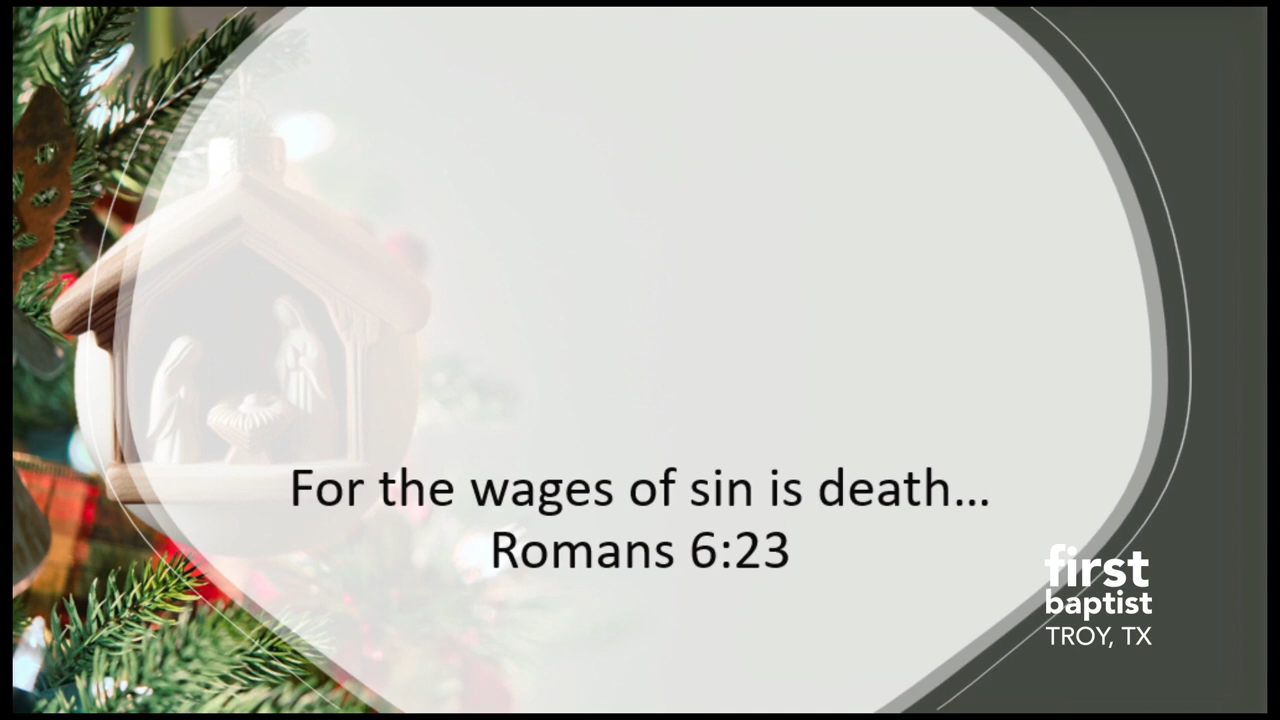 For the wages of sin is death…
Romans 6:23
first
baptist
TROY, TX